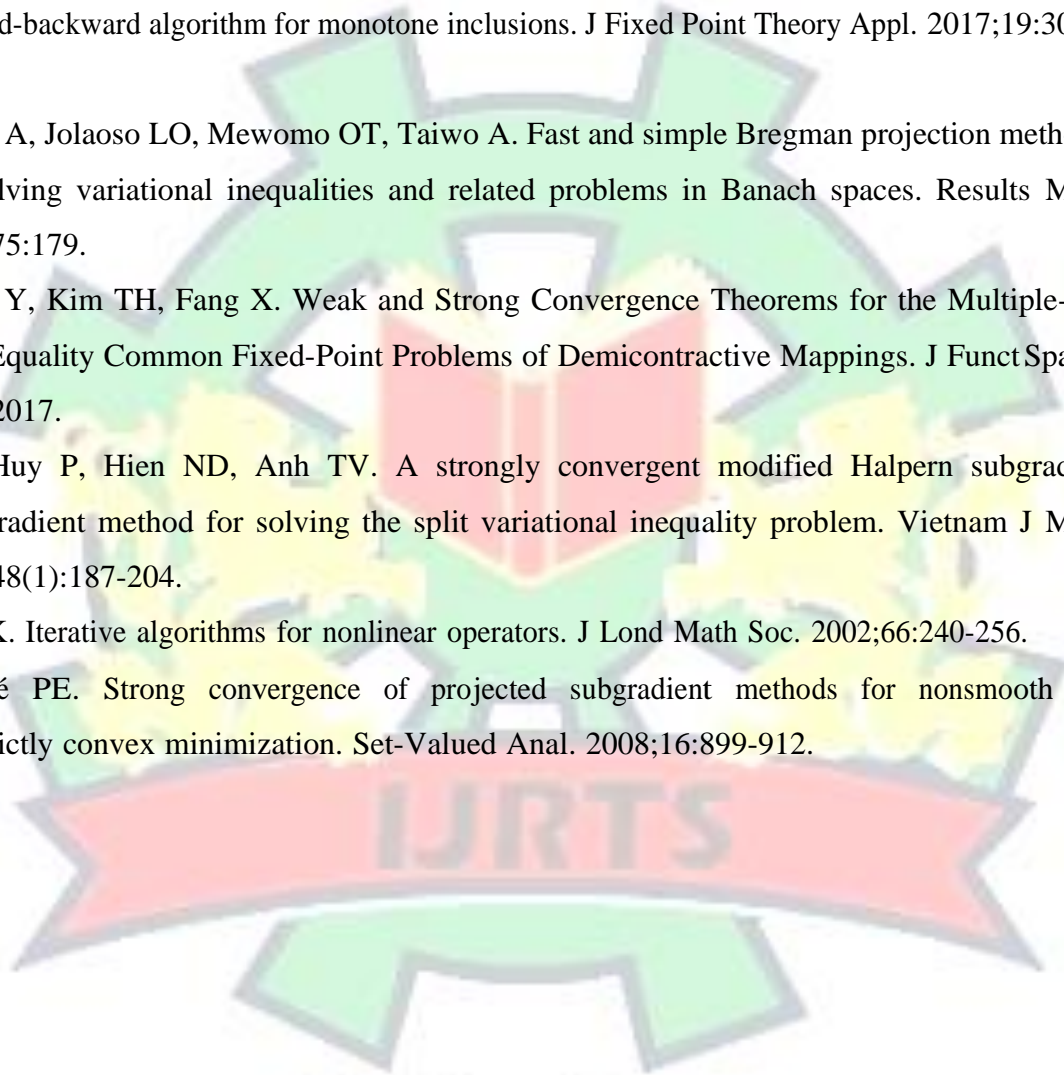 d-backward algorithm for monotone inclusions. J Fixed Point Theory Appl. 2017;19:30
A, Jolaoso LO, Mewomo OT, Taiwo A. Fast and simple Bregman projection meth
lving variational inequalities and related problems in Banach spaces. Results M
75:179.
Y, Kim TH, Fang X. Weak and Strong Convergence Theorems for the Multiple-
Equality Common Fixed-Point Problems of Demicontractive Mappings. J Funct Spa
2017.
Huy P, Hien ND, Anh TV. A strongly convergent modified Halpern subgrad
radient method for solving the split variational inequality problem. Vietnam J M
48(1):187-204.
K. Iterative algorithms for nonlinear operators. J Lond Math Soc. 2002;66:240-256.
é PE. Strong convergence of projected subgradient methods for nonsmooth
ictly convex minimization. Set-Valued Anal. 2008;16:899-912.
IJRTS